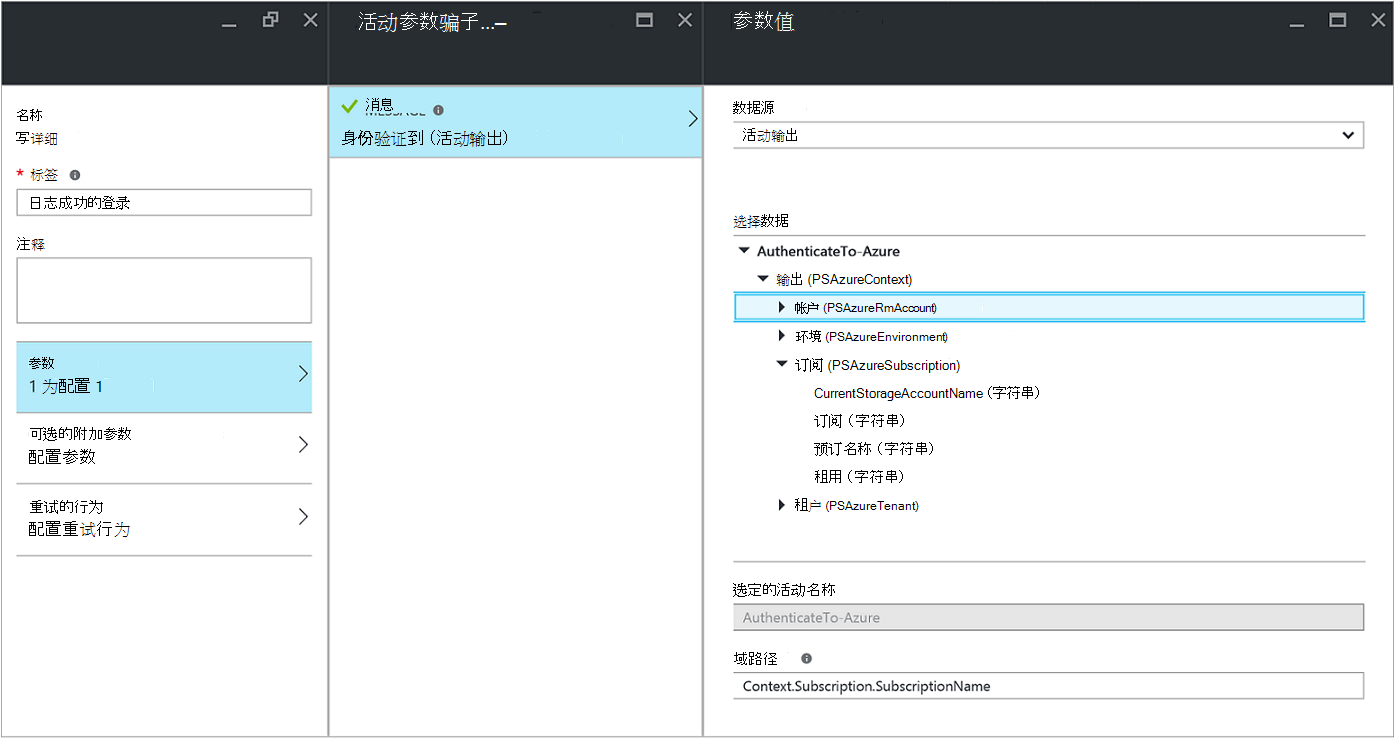 活动参数骗子...
参数值
名称
写详细
* 标签
日志成功的登录
注释
参数
1 为配置 1
可选的附加参数
配置参数
重试的行为
配置重试行为
消息
MESSAGE
身份验证到 (活动输出)
数据源
活动输出
选择数据
AuthenticateTo-Azure
输出 (PSAzureContext)
帐户 (PSAzureRmAccount)
环境 (PSAzureEnvironment)
订阅 (PSAzureSubscription)
CurrentStorageAccountName (字符串)
订阅 (字符串)
预订名称 (字符串)
租用 (字符串)
租户 (PSAzureTenant)
选定的活动名称
AuthenticateTo-Azure
域路径
Context.Subscription.SubscriptionName